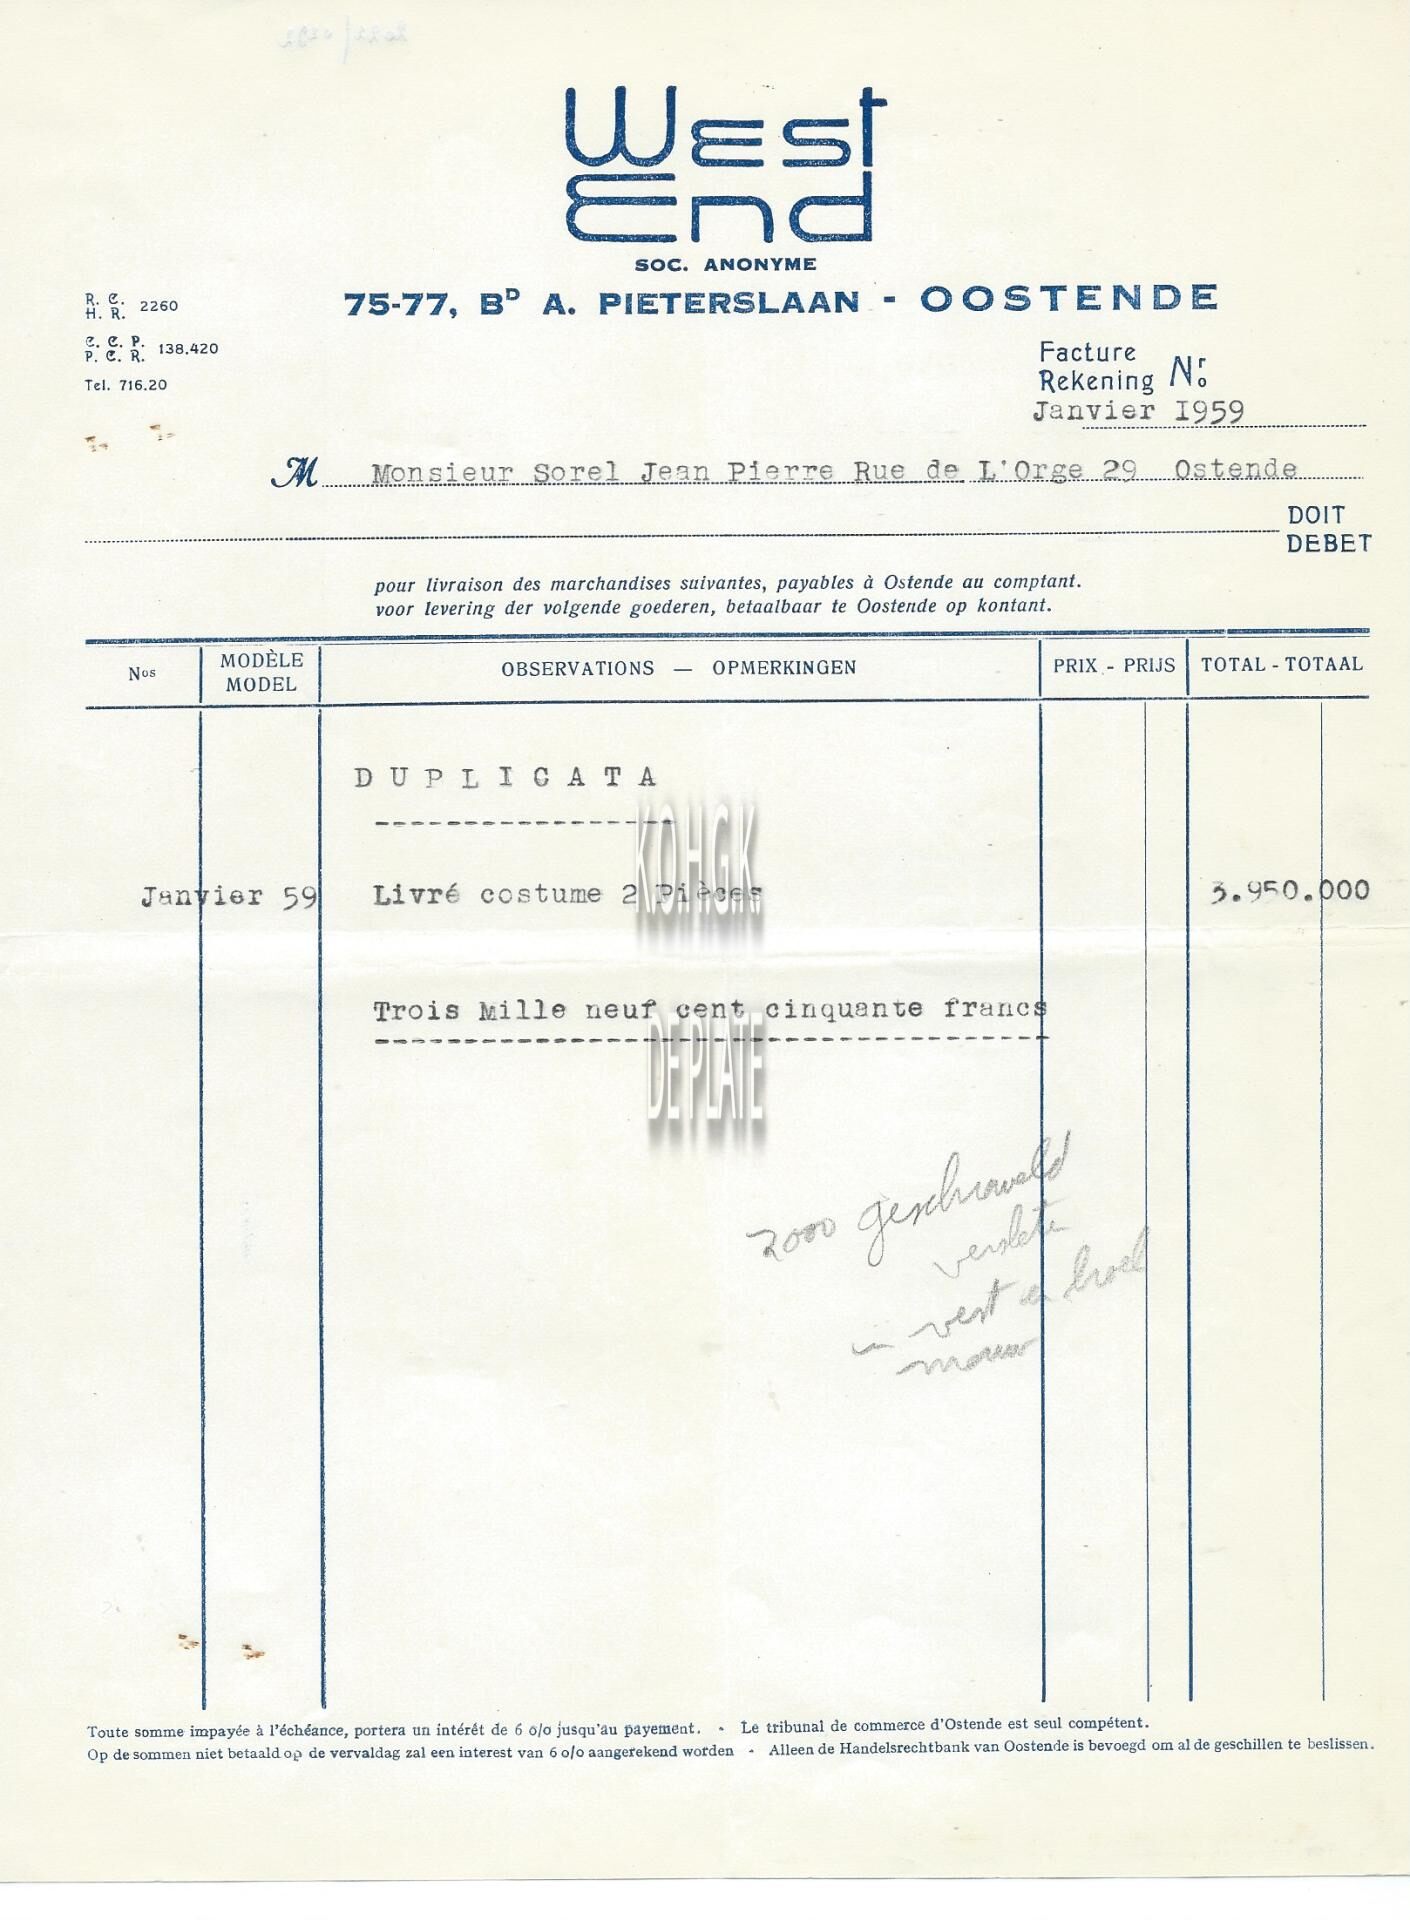 West
End
SOC. ANONYME
75-77, Bᴰ A. PIETERSLAAN - OOSTENDE
R. C.
H. R. 2260
C. C. P.
P. C. R. 138.420
Tel. 716.20
Facture
Rekening Nʳₒ
Janvier I959
M Monsieur Sorel Jean Pierre Rue de L'Orge 29 Ostende
DOIT
DEBET
pour livraison des marchandises suivantes, payables à Ostende au comptant.
voor levering der volgende goederen, betaalbaar te Oostende op kontant.
Nos MODÈLE MODEL OBSERVATIONS — OPMERKINGEN PRIX - PRIJS TOTAL - TOTAAL
D U P L I C A T A
-----------------
K.O.H.G.K.
Janvier 59 Livré costume 2 Pièces 3.950.000
Trois Mille neuf cent cinquante francs
--------------------------------------
DE PLATE
2000
vest en broek
Toute somme impayée à l'échéance, portera un intérêt de 6 o/o jusqu'au payement. - Le tribunal de commerce d'Ostende est seul compétent.
Op de sommen niet betaald op de vervaldag zal een interest van 6 o/o aangerekend worden - Alleen de Handelsrechtbank van Oostende is bevoegd om al de geschillen te beslissen.